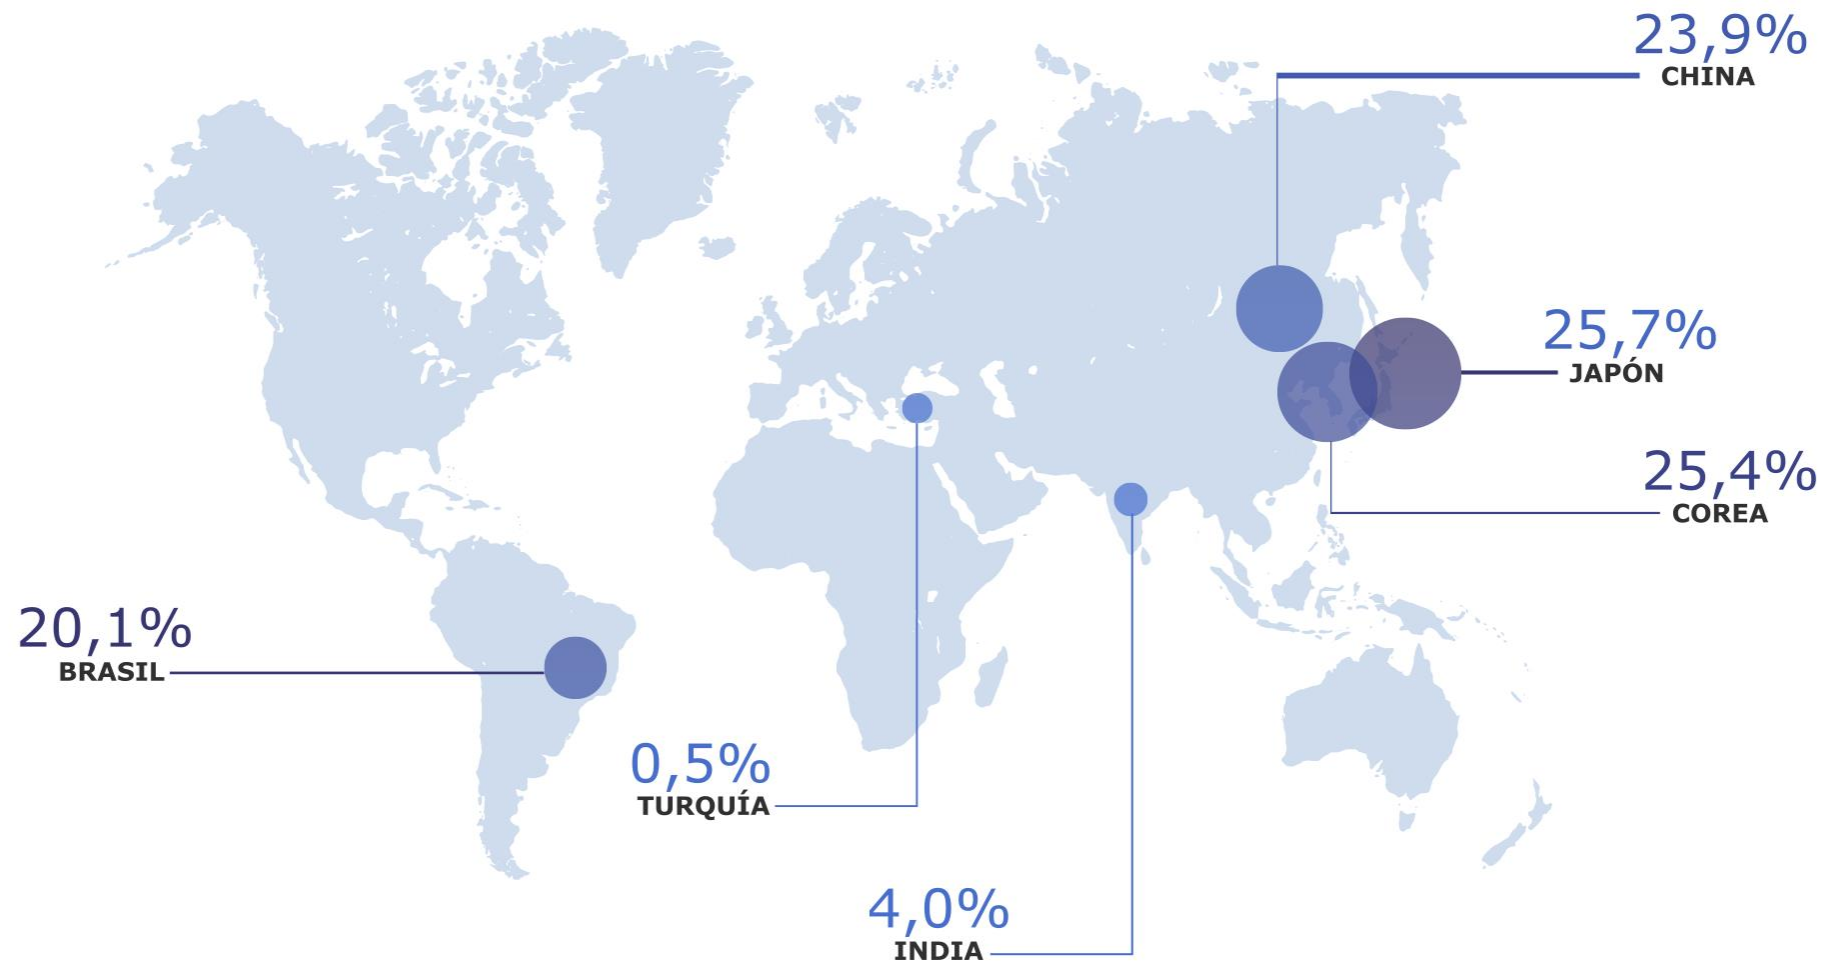 23,9%
CHINA
25,7%
JAPÓN
25,4%
COREA
20,1%
BRASIL
0,5%
TURQUÍA
4,0%
INDIA